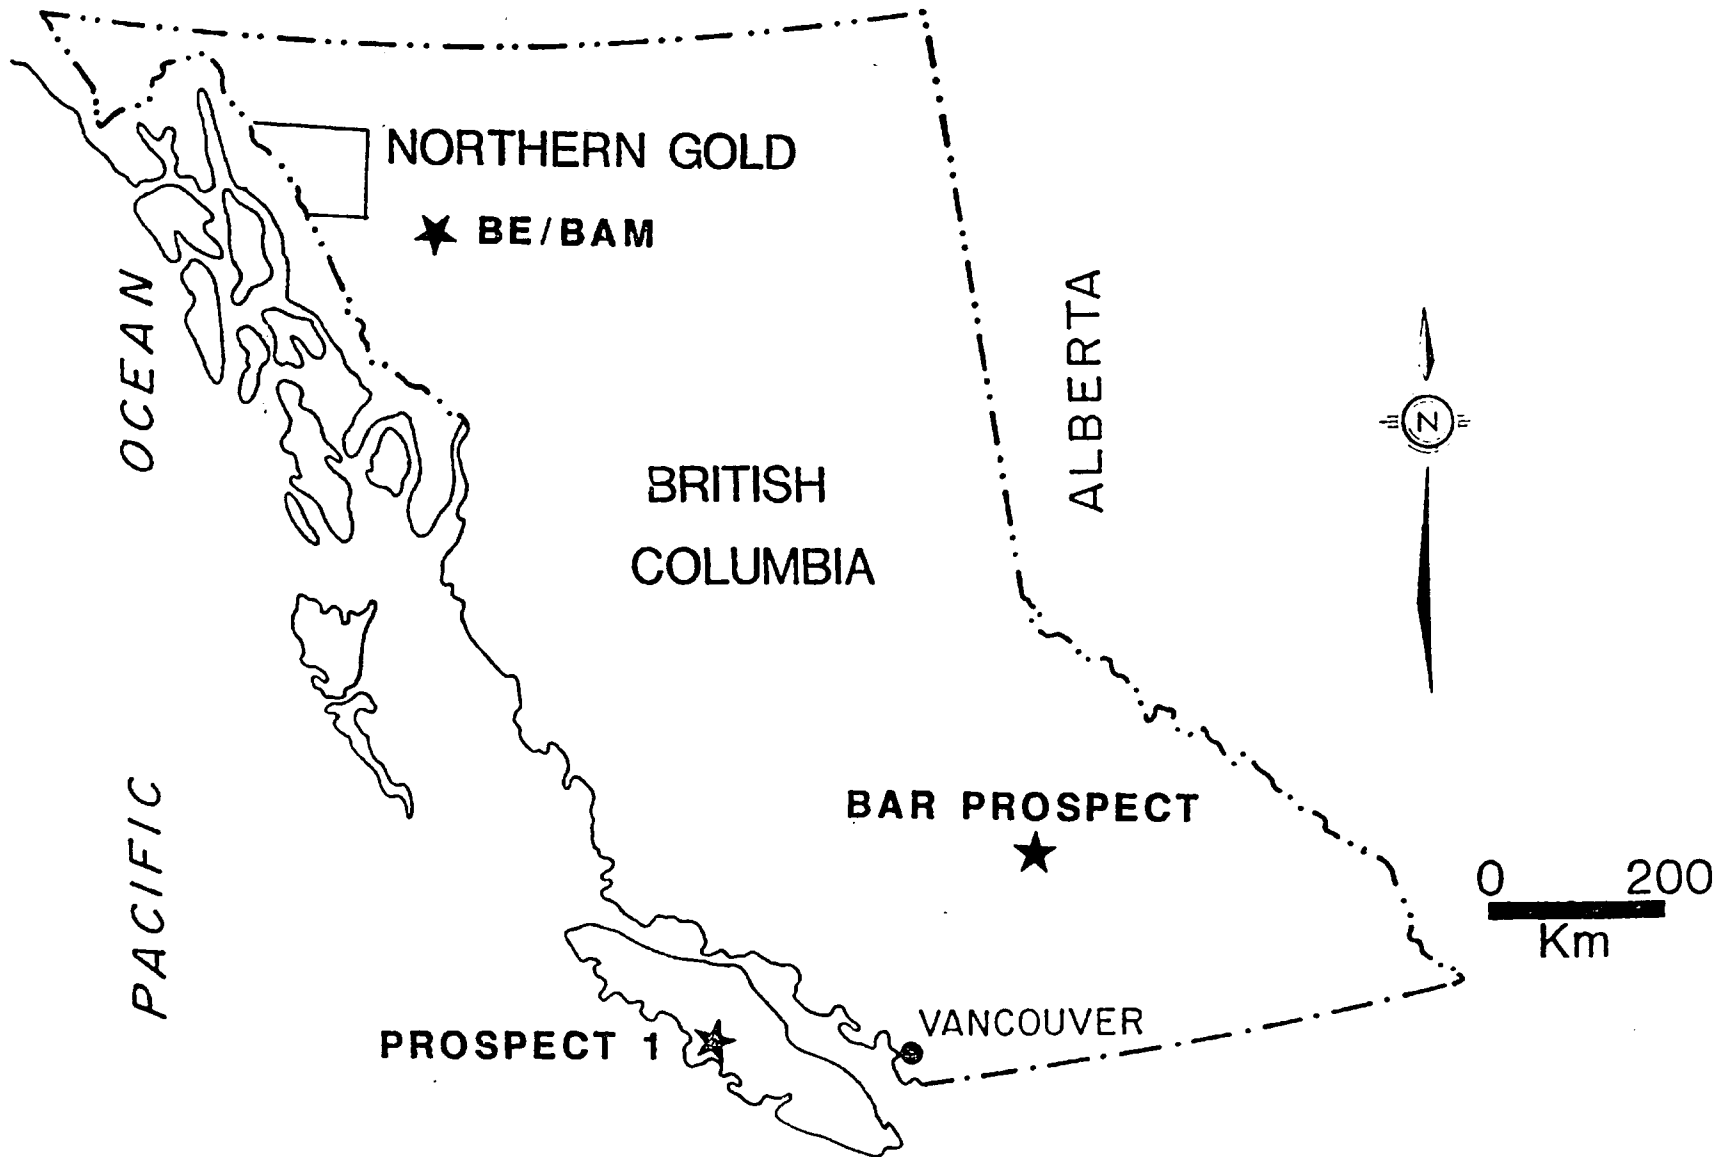 NORTHERN GOLD
BE/BAM
PACIFIC OCEAN
ALBERTA
BRITISH
COLUMBIA
N
BAR PROSPECT
0 200
Km
VANCOUVER
PROSPECT 1